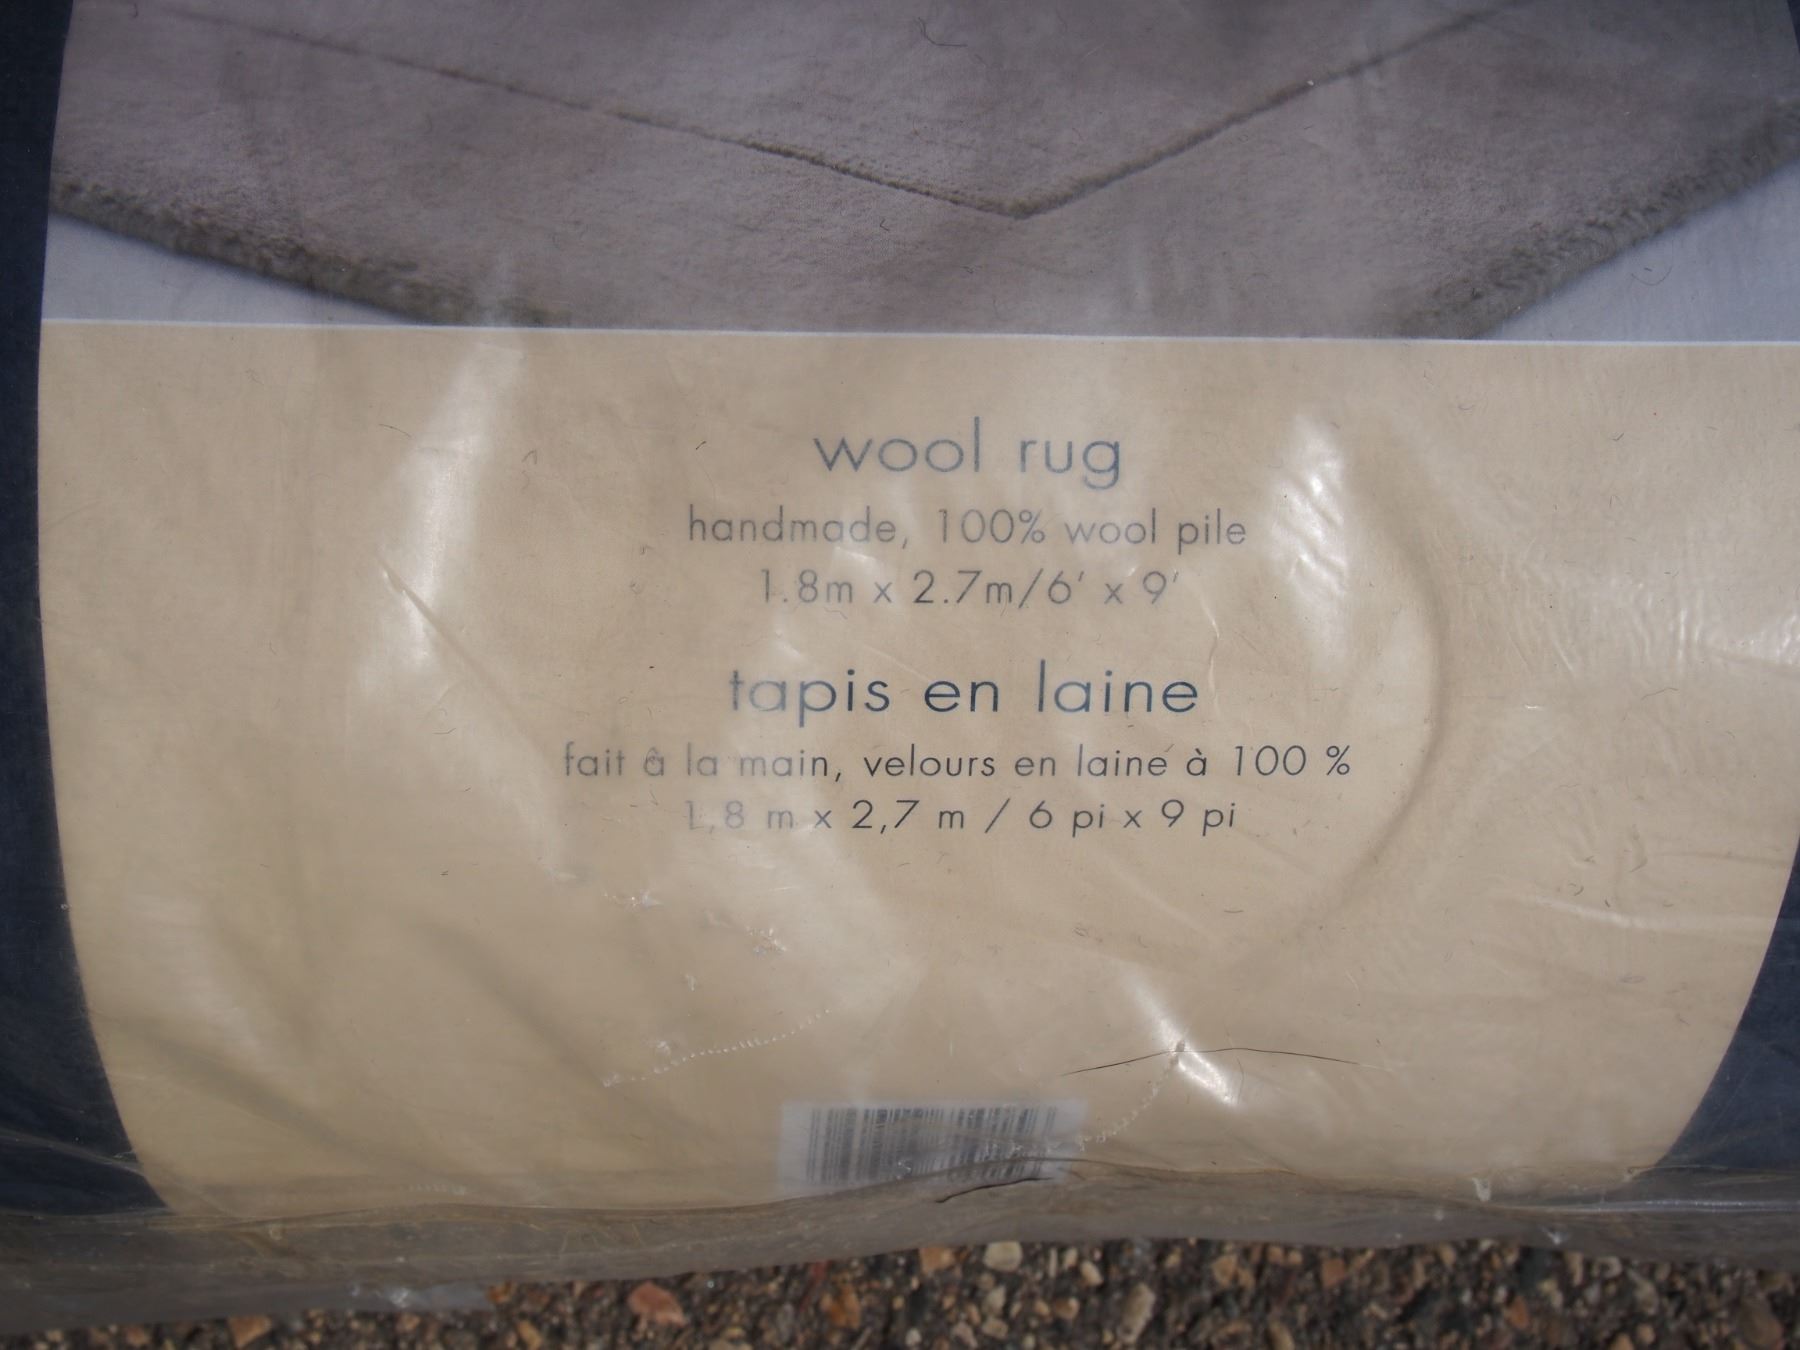 wool rug
handmade, 100% wool pile
1.8m x 2.7m/6' x 9'
tapis en laine
fait à la main, velours en laine à 100 %
1,8 m x 2,7 m / 6 pi x 9 pi